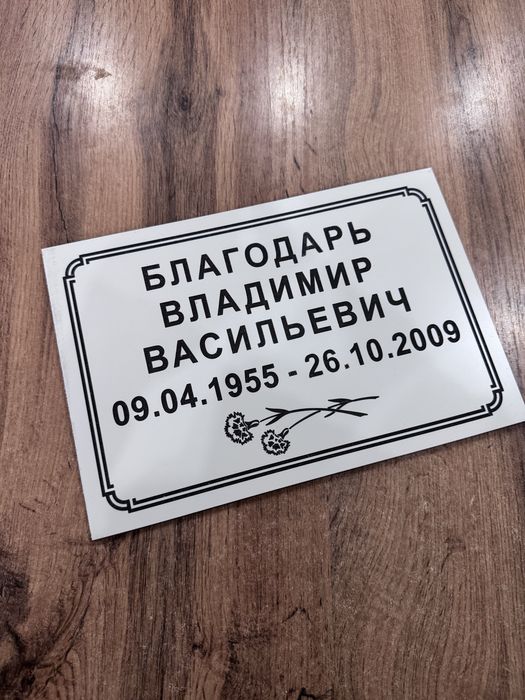 БЛАГОДАРЬ
ВЛАДИМИР
ВАСИЛЬЕВИЧ
09.04.1955 - 26.10.2009